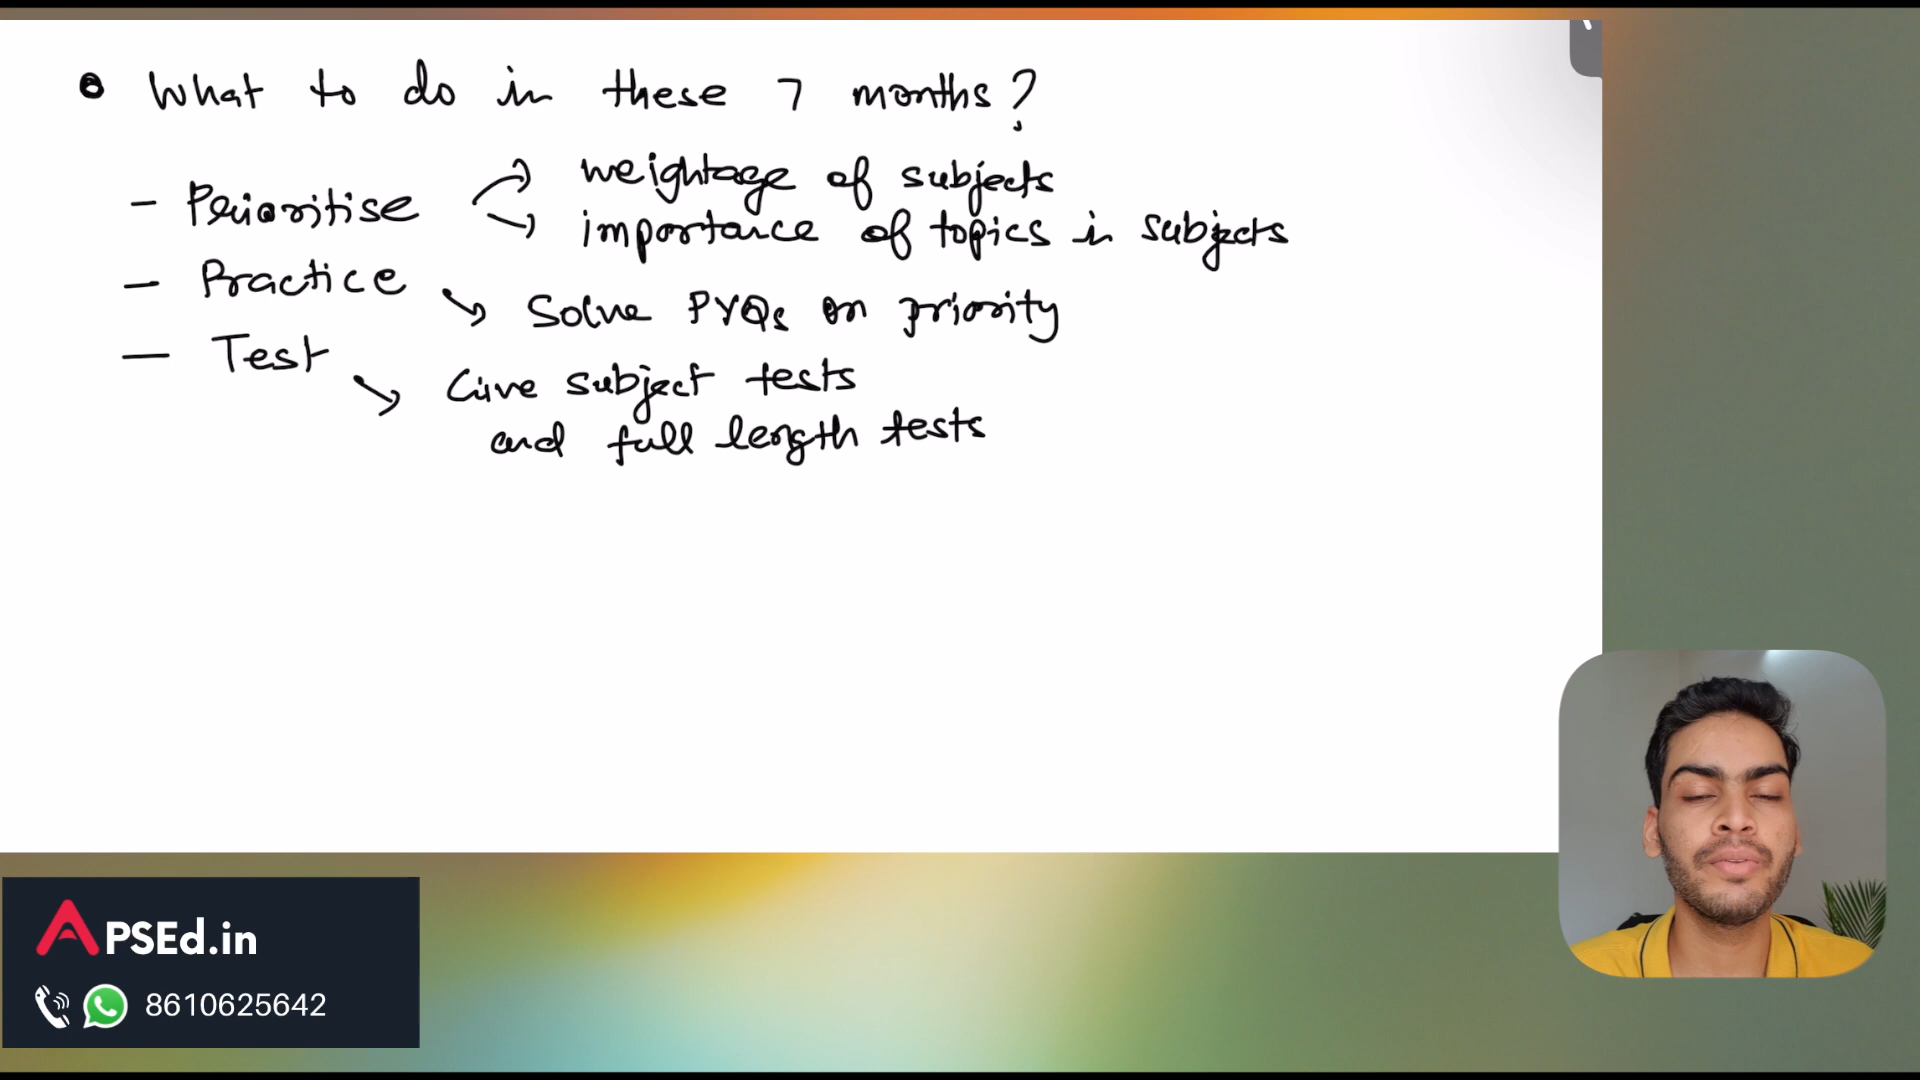 What to do in these 7 months?
- Prioritise → weightage of subjects
→ importance of topics in subjects
- Practice → Solve PYQs on priority
- Test → Give subject tests
and full length tests
APSEd.in
8610625642